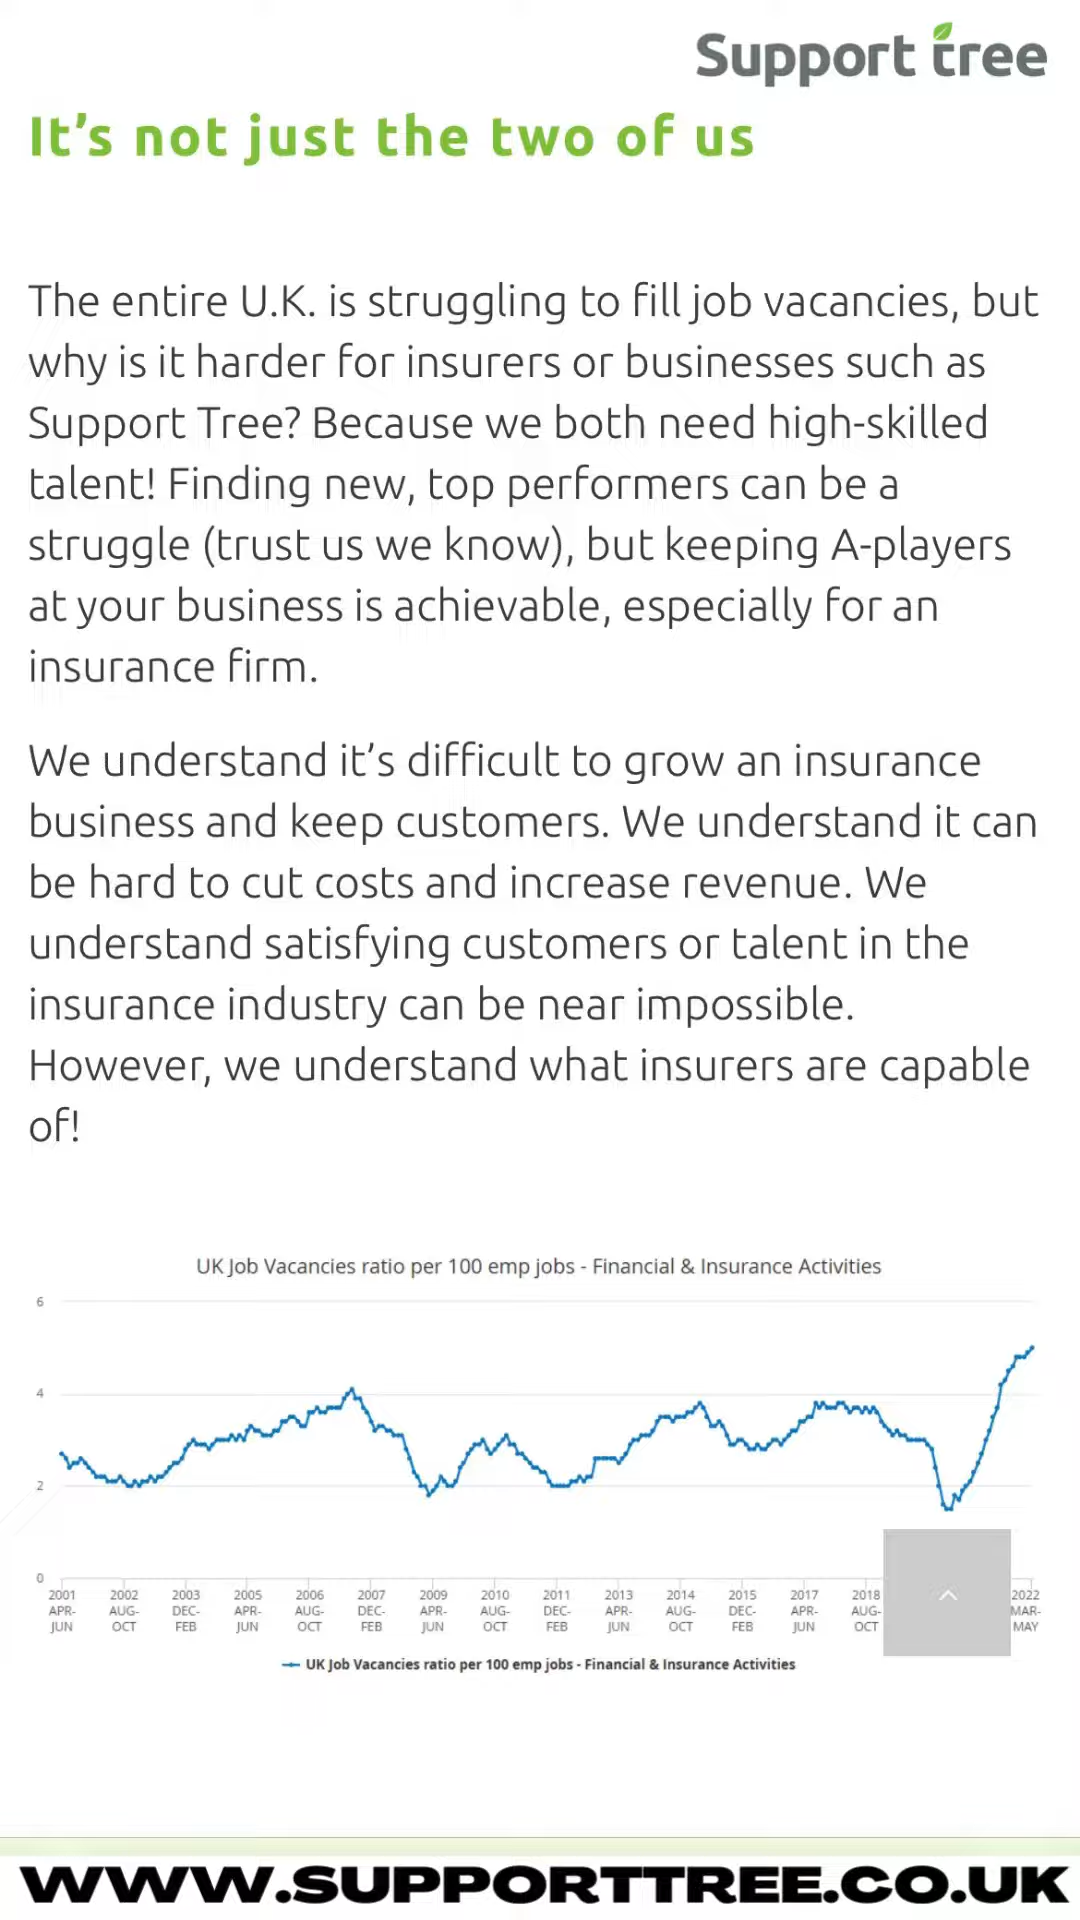 Support tree
It's not just the two of us
The entire U.K. is struggling to fill job vacancies, but
why is it harder for insurers or businesses such as
Support Tree? Because we both need high-skilled
talent! Finding new, top performers can be a
struggle (trust us we know), but keeping A-players
at your business is achievable, especially for an
insurance firm.
We understand it's difficult to grow an insurance
business and keep customers. We understand it can
be hard to cut costs and increase revenue. We
understand satisfying customers or talent in the
insurance industry can be near impossible.
However, we understand what insurers are capable
of!
UK Job Vacancies ratio per 100 emp jobs - Financial & Insurance Activities
6
4
2
0
2001 2002 2003 2005 2006 2007 2009 2010 2011 2013 2014 2015 2017 2018 2022
APR- AUG- DEC- APR- AUG- DEC- APR- AUG- DEC- APR- AUG- DEC- APR- AUG- MAR-
JUN OCT FEB JUN OCT FEB JUN OCT FEB JUN OCT FEB JUN OCT MAY
UK Job Vacancies ratio per 100 emp jobs - Financial & Insurance Activities
WWW.SUPPORTTREE.CO.UK